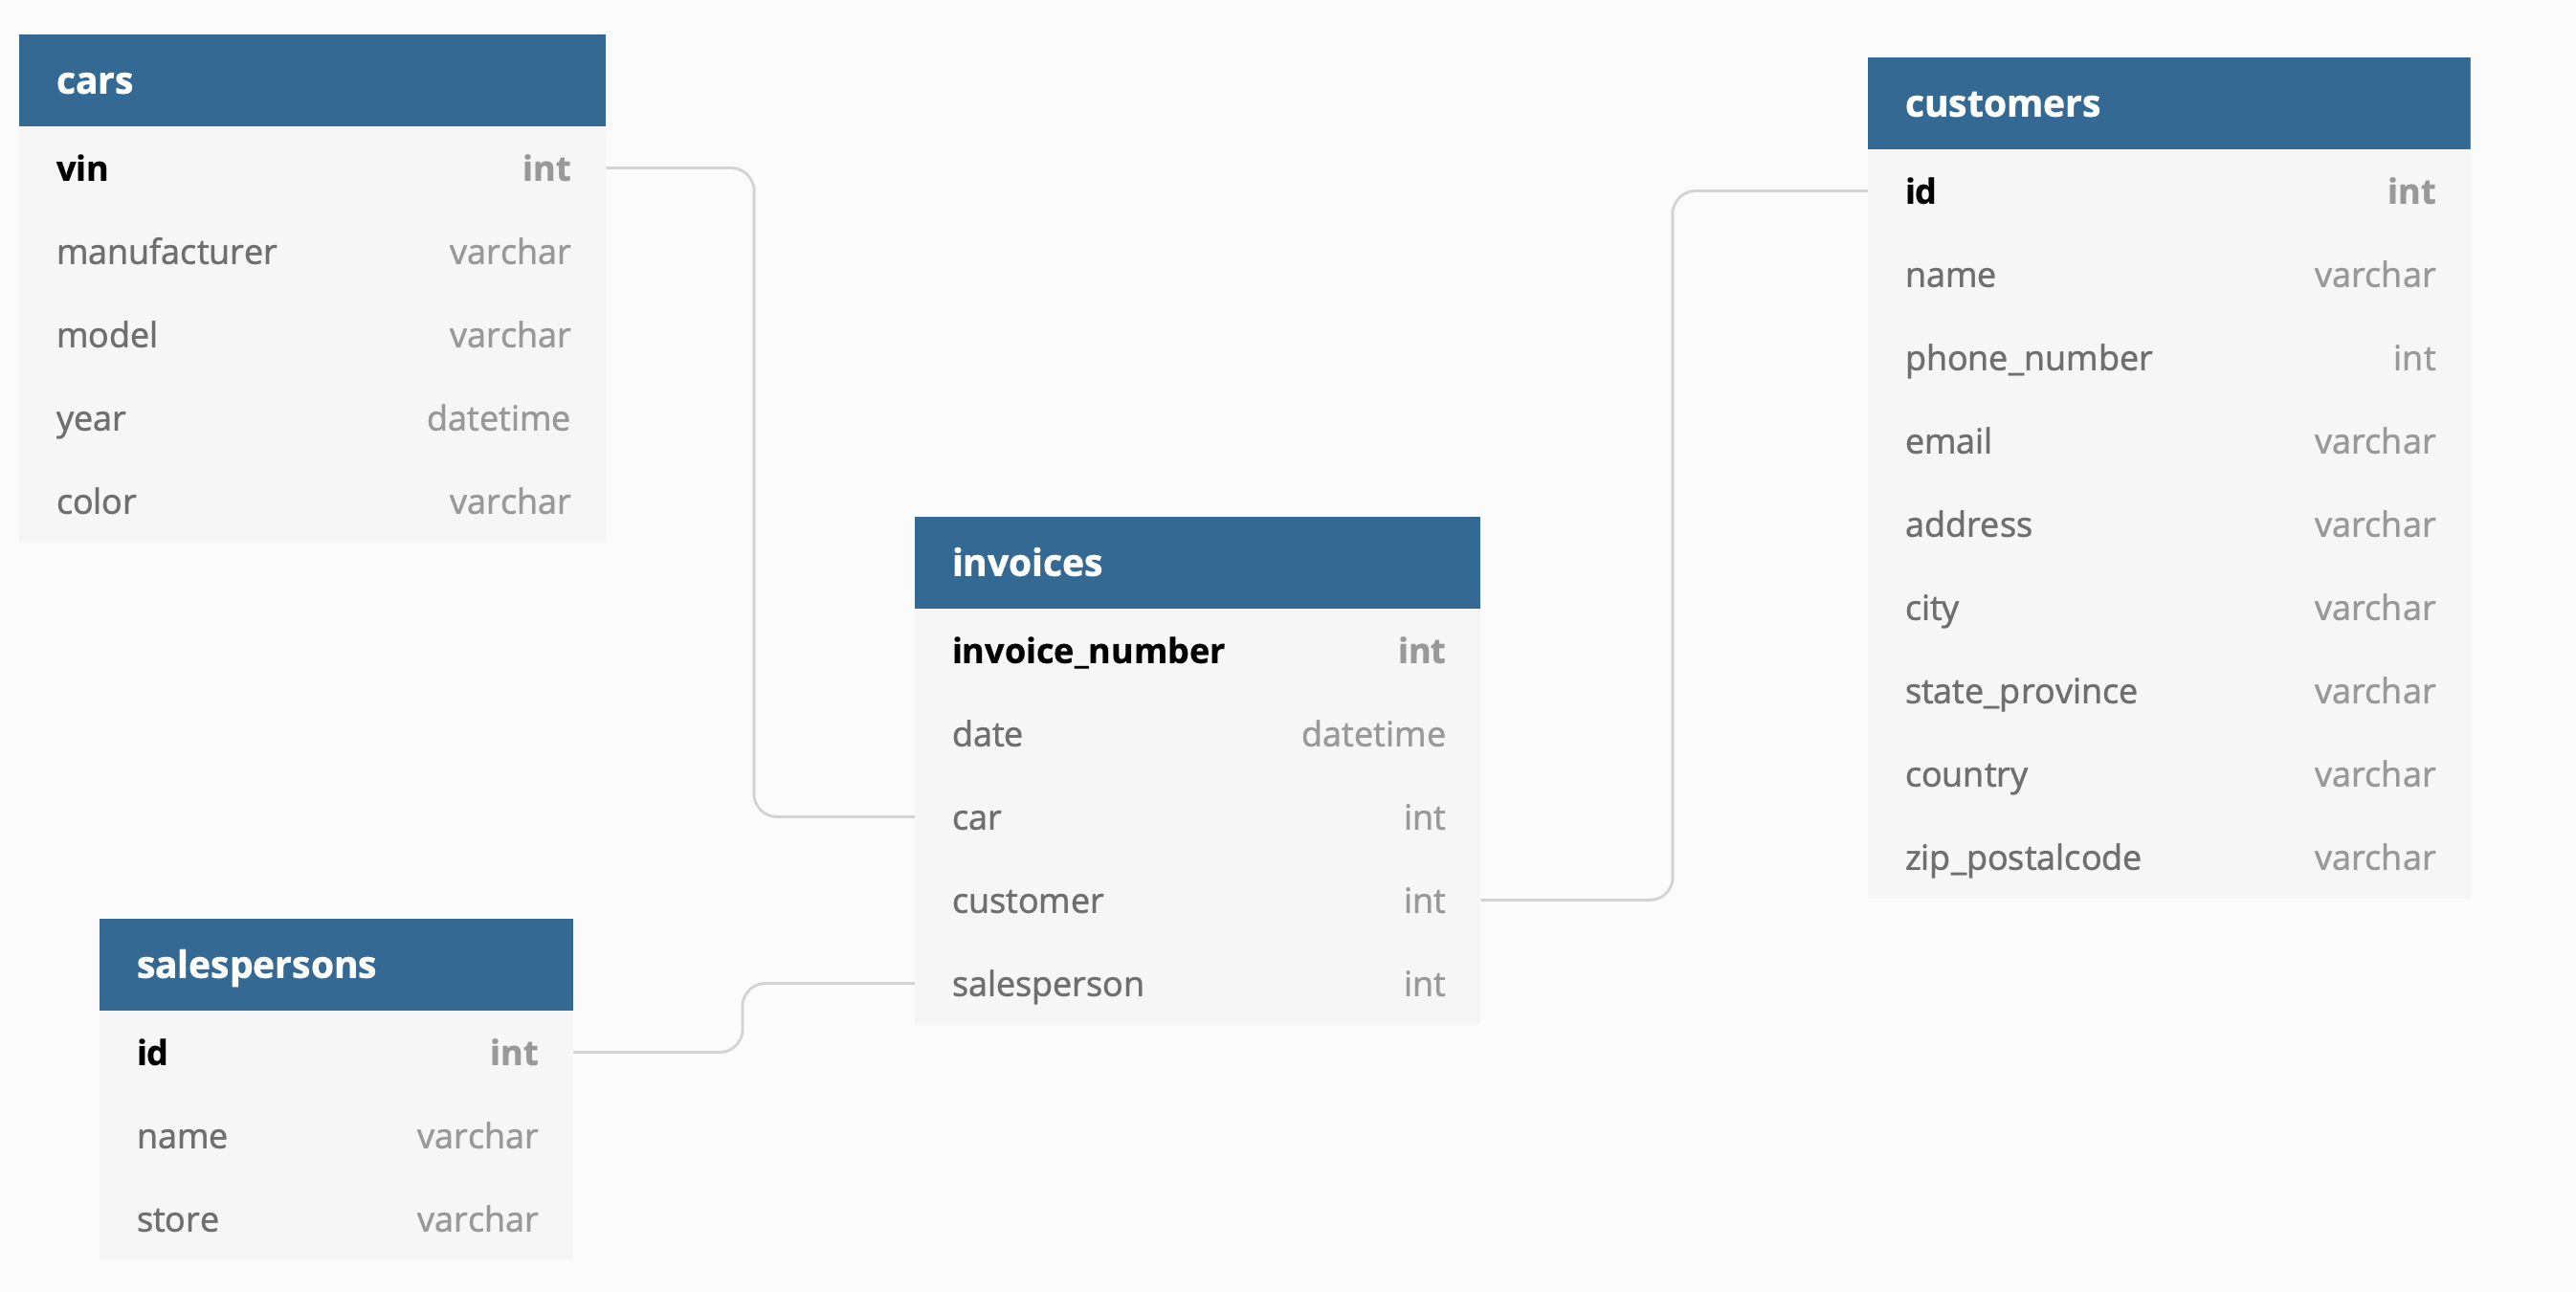 cars
vin int
manufacturer varchar
model varchar
year datetime
color varchar
customers
id int
name varchar
phone_number int
email varchar
address varchar
city varchar
state_province varchar
country varchar
zip_postalcode varchar
invoices
invoice_number int
date datetime
car int
customer int
salesperson int
salespersons
id int
name varchar
store varchar